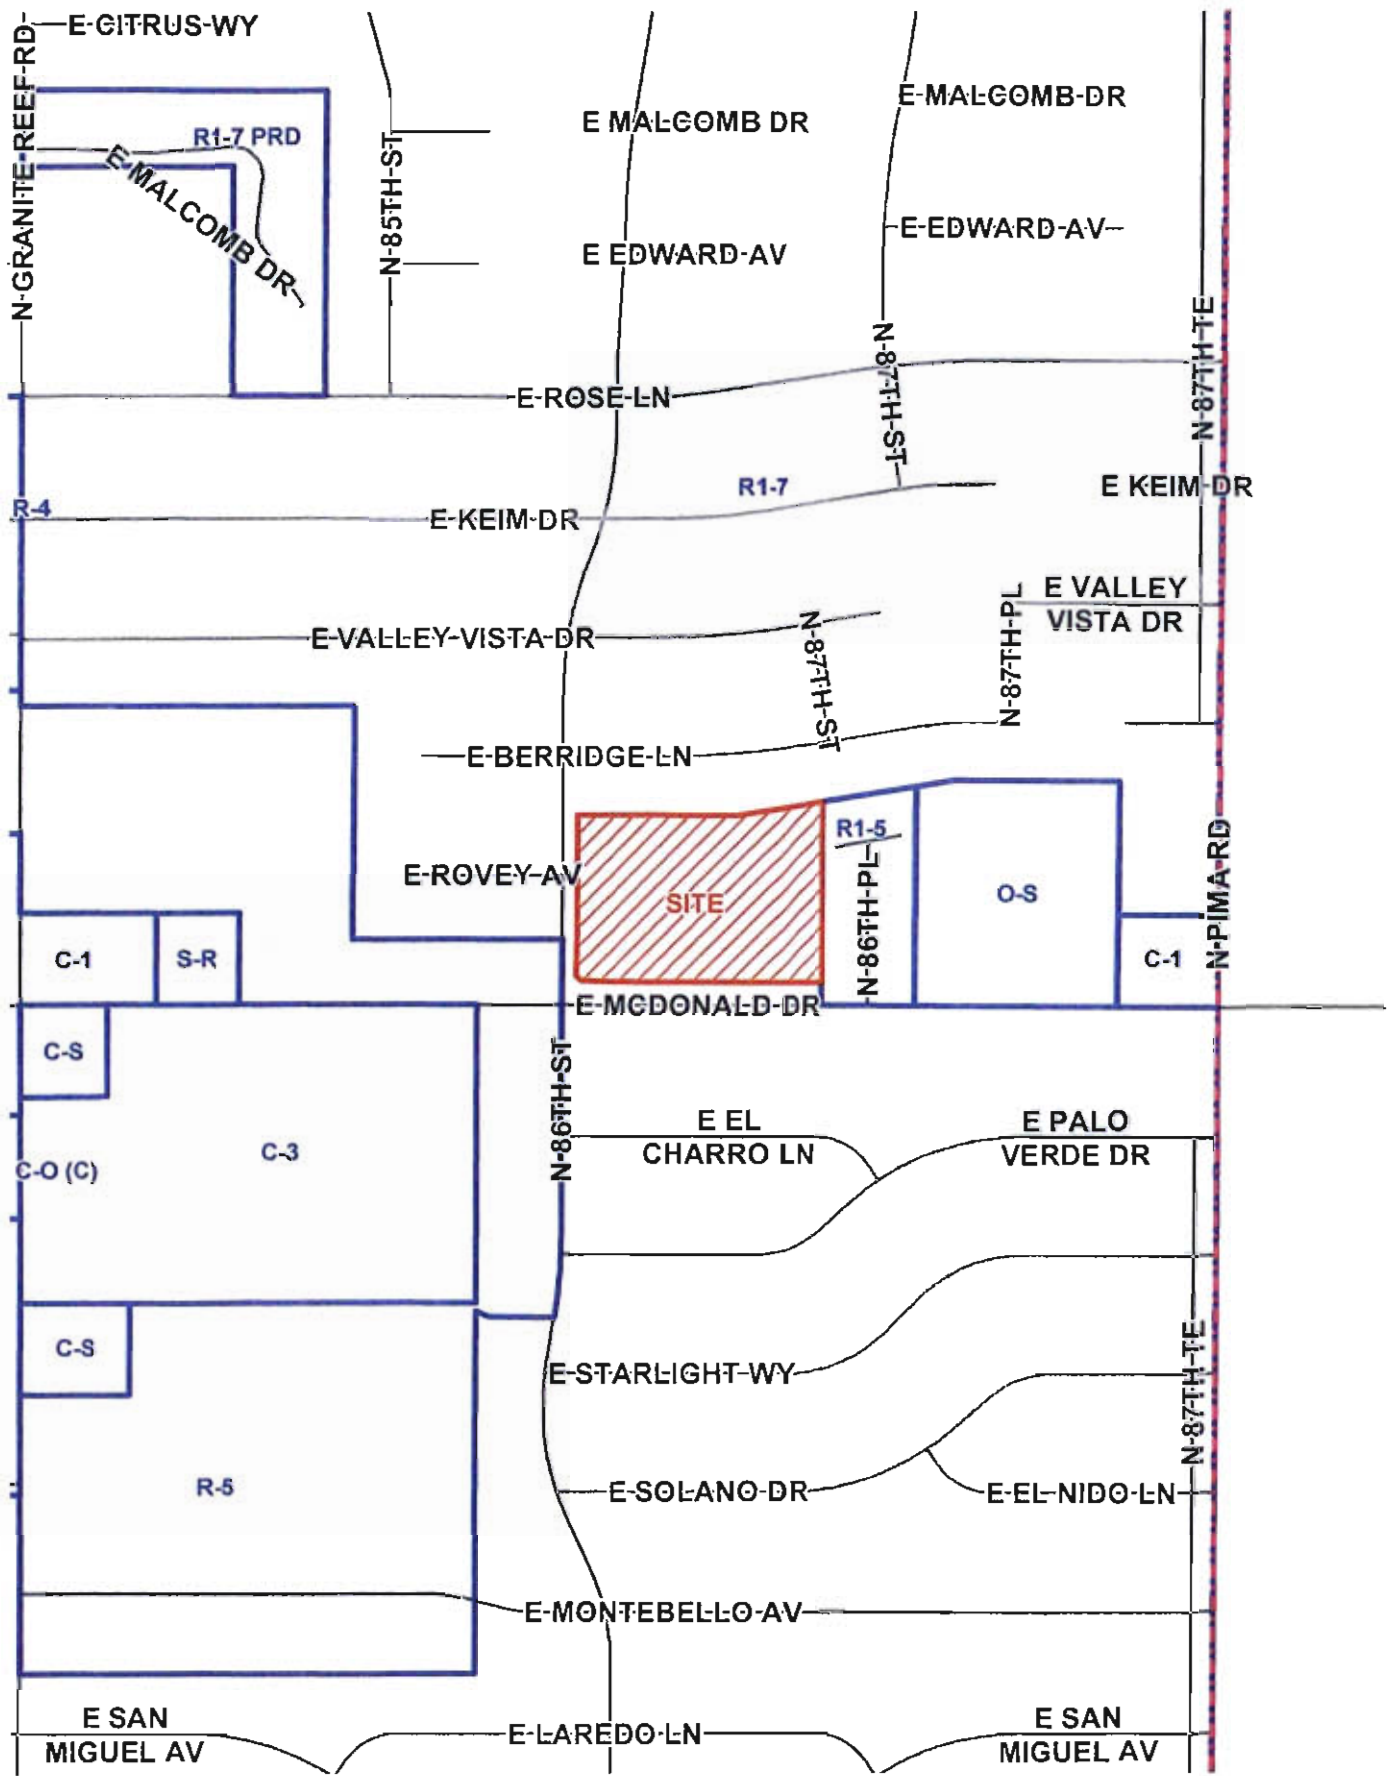 E CITRUS WY
N GRANITE REEF RD
R1-7 PRD
E MALCOMB DR
N 85TH ST
E MALCOMB DR
E MALCOMB DR
E EDWARD AV
E EDWARD AV
N 87TH ST
N 87TH TE
E ROSE LN
R1-7
E KEIM DR
R-4
E KEIM DR
E VALLEY
VISTA DR
E VALLEY VISTA DR
N 87TH ST
N 87TH PL
E BERRIDGE LN
R1-5
E ROVEY AV
SITE
N 86TH PL
O-S
N PIMA RD
C-1
S-R
C-1
E MCDONALD DR
C-S
N 86TH ST
C-3
C-O (C)
E EL
CHARRO LN
E PALO
VERDE DR
C-S
E STARLIGHT WY
N 87TH TE
R-5
E SOLANO DR
E EL NIDO LN
E MONTEBELLO AV
E SAN
MIGUEL AV
E LAREDO LN
E SAN
MIGUEL AV